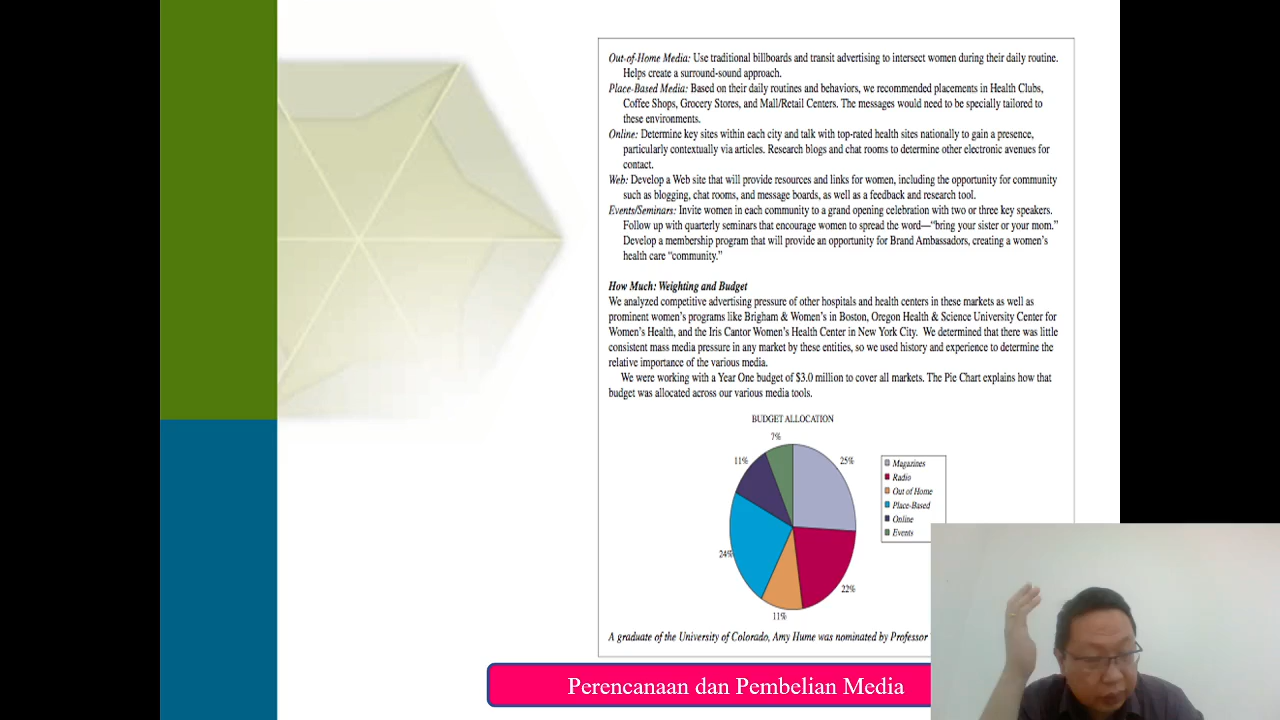 Out-of-Home Media: Use traditional billboards and transit advertising to intersect women during their daily routine.
Helps create a surround-sound approach.
Place-Based Media: Based on their daily routines and behaviors, we recommended placements in Health Clubs,
Coffee Shops, Grocery Stores, and Mall/Retail Centers. The messages would need to be specially tailored to
these environments.
Online: Determine key sites within each city and talk with top-rated health sites nationally to gain a presence,
particularly contextually via articles. Research blogs and chat rooms to determine other electronic avenues for
contact.
Web: Develop a Web site that will provide resources and links for women, including the opportunity for community
such as blogging, chat rooms, and message boards, as well as a feedback and research tool.
Events/Seminars: Invite women in each community to a grand opening celebration with two or three key speakers.
Follow up with quarterly seminars that encourage women to spread the word—“bring your sister or your mom.”
Develop a membership program that will provide an opportunity for Brand Ambassadors, creating a women’s
health care “community.”
How Much: Weighting and Budget
We analyzed competitive advertising pressure of other hospitals and health centers in these markets as well as
prominent women’s programs like Brigham & Women’s in Boston, Oregon Health & Science University Center for
Women’s Health, and the Iris Cantor Women’s Health Center in New York City. We determined that there was little
consistent mass media pressure in any market by these entities, so we used history and experience to determine the
relative importance of the various media.
We were working with a Year One budget of $3.0 million to cover all markets. The Pie Chart explains how that
budget was allocated across our various media tools.
BUDGET ALLOCATION
7%
11%
25%
24%
22%
11%
Magazines
Radio
Out of Home
Place-Based
Online
Events
A graduate of the University of Colorado, Amy Hume was nominated by Professor
Perencanaan dan Pembelian Media